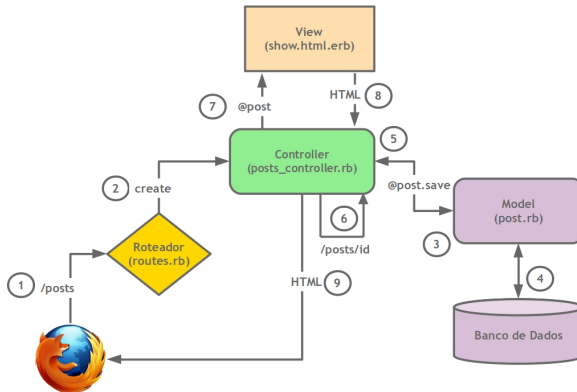 View
(show.html.erb)
7
@post
HTML
8
5
Controller
(posts_controller.rb)
2
create
@post.save
6
Model
(post.rb)
3
/posts/id
Roteador
(routes.rb)
1
/posts
HTML
9
4
Banco de Dados